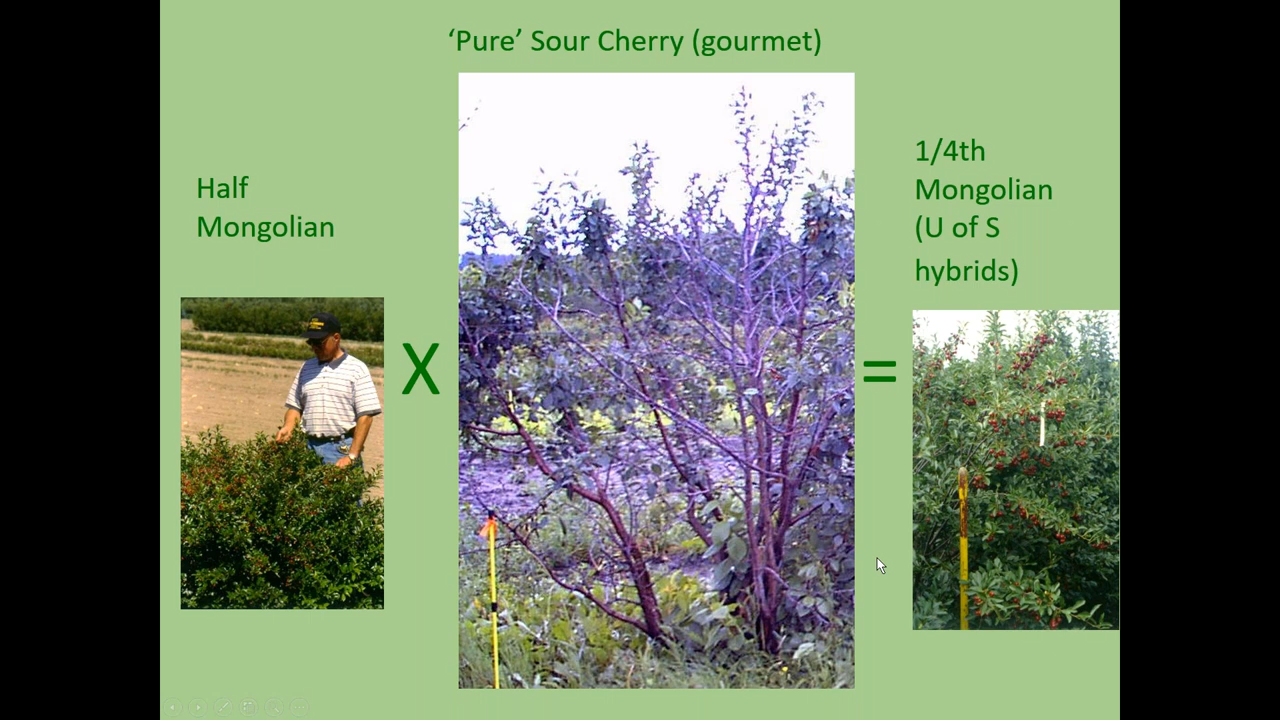 ‘Pure’ Sour Cherry (gourmet)
Half
Mongolian
X
=
1/4th
Mongolian
(U of S
hybrids)